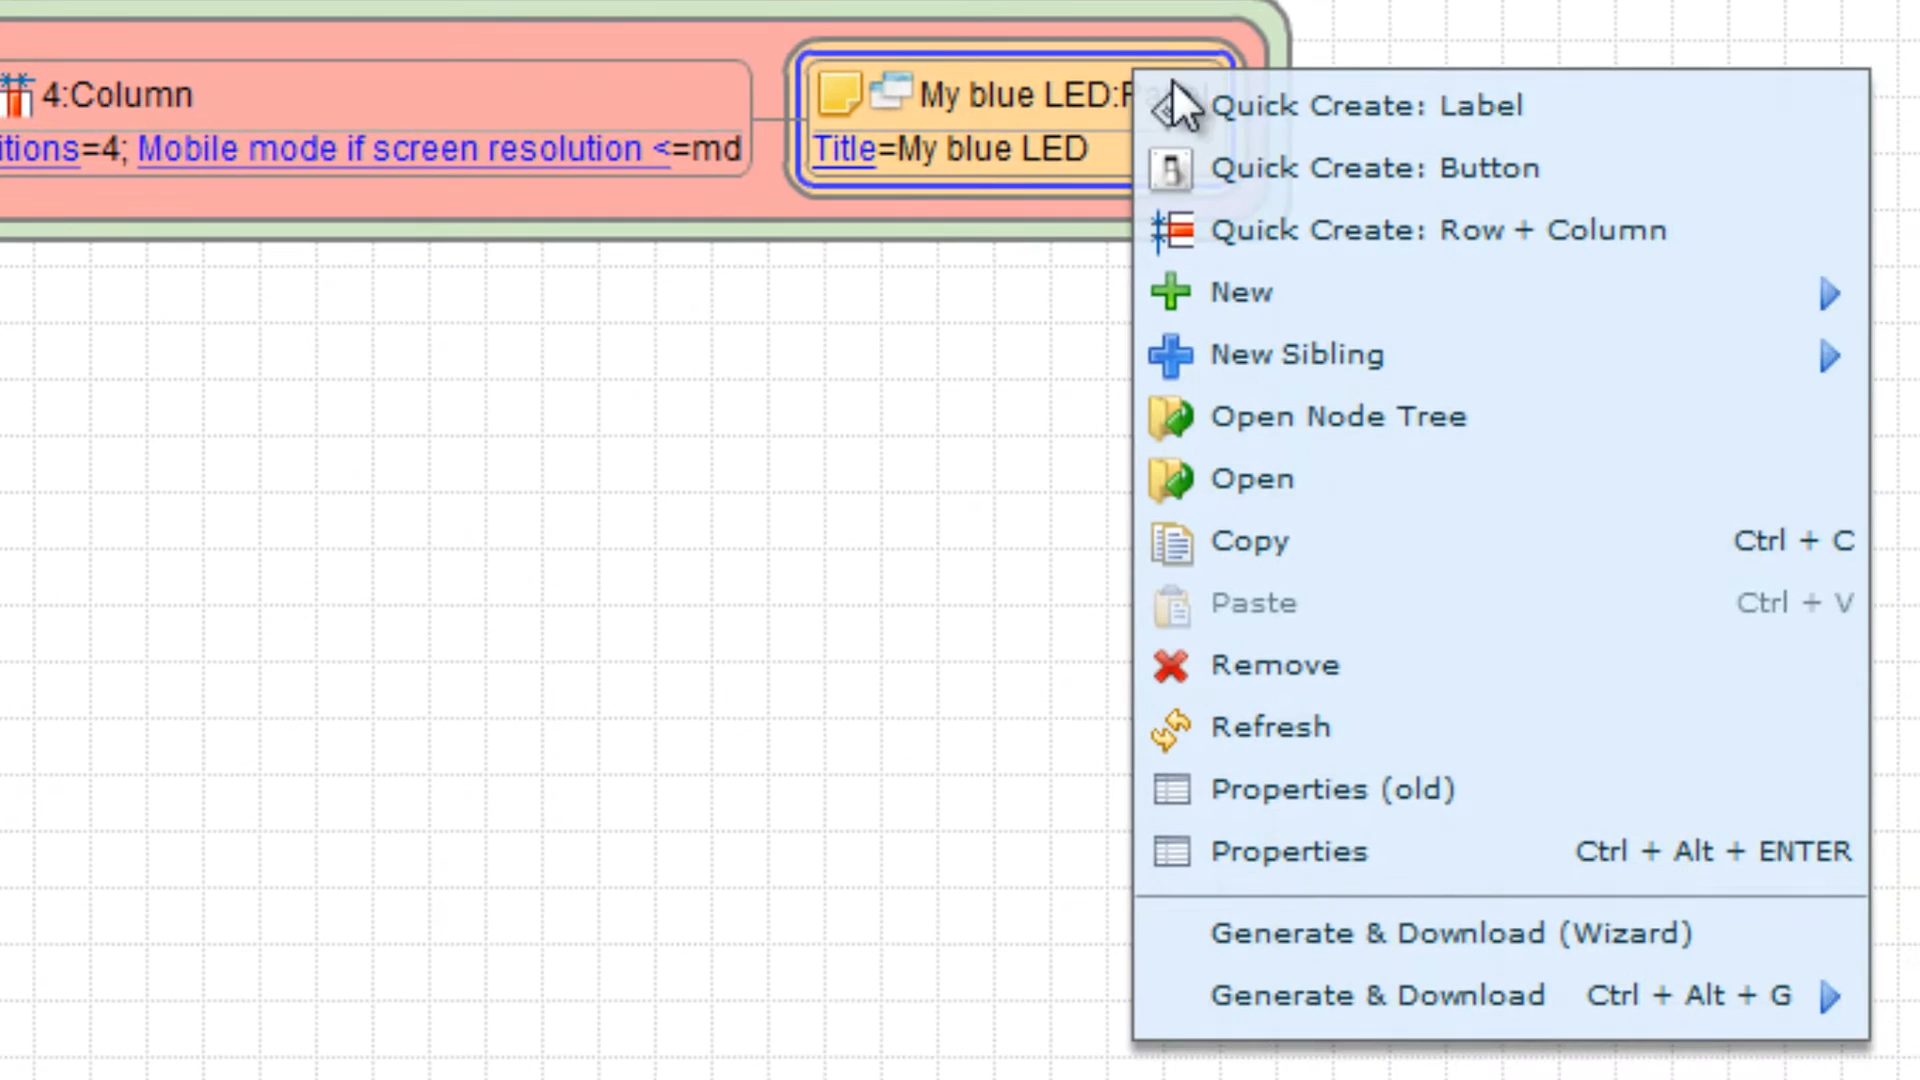 4:Column
itions=4; Mobile mode if screen resolution <=md
My blue LED:
Title=My blue LED
Quick Create: Label
Quick Create: Button
Quick Create: Row + Column
New
New Sibling
Open Node Tree
Open
Copy Ctrl + C
Paste Ctrl + V
Remove
Refresh
Properties (old)
Properties Ctrl + Alt + ENTER
Generate & Download (Wizard)
Generate & Download Ctrl + Alt + G